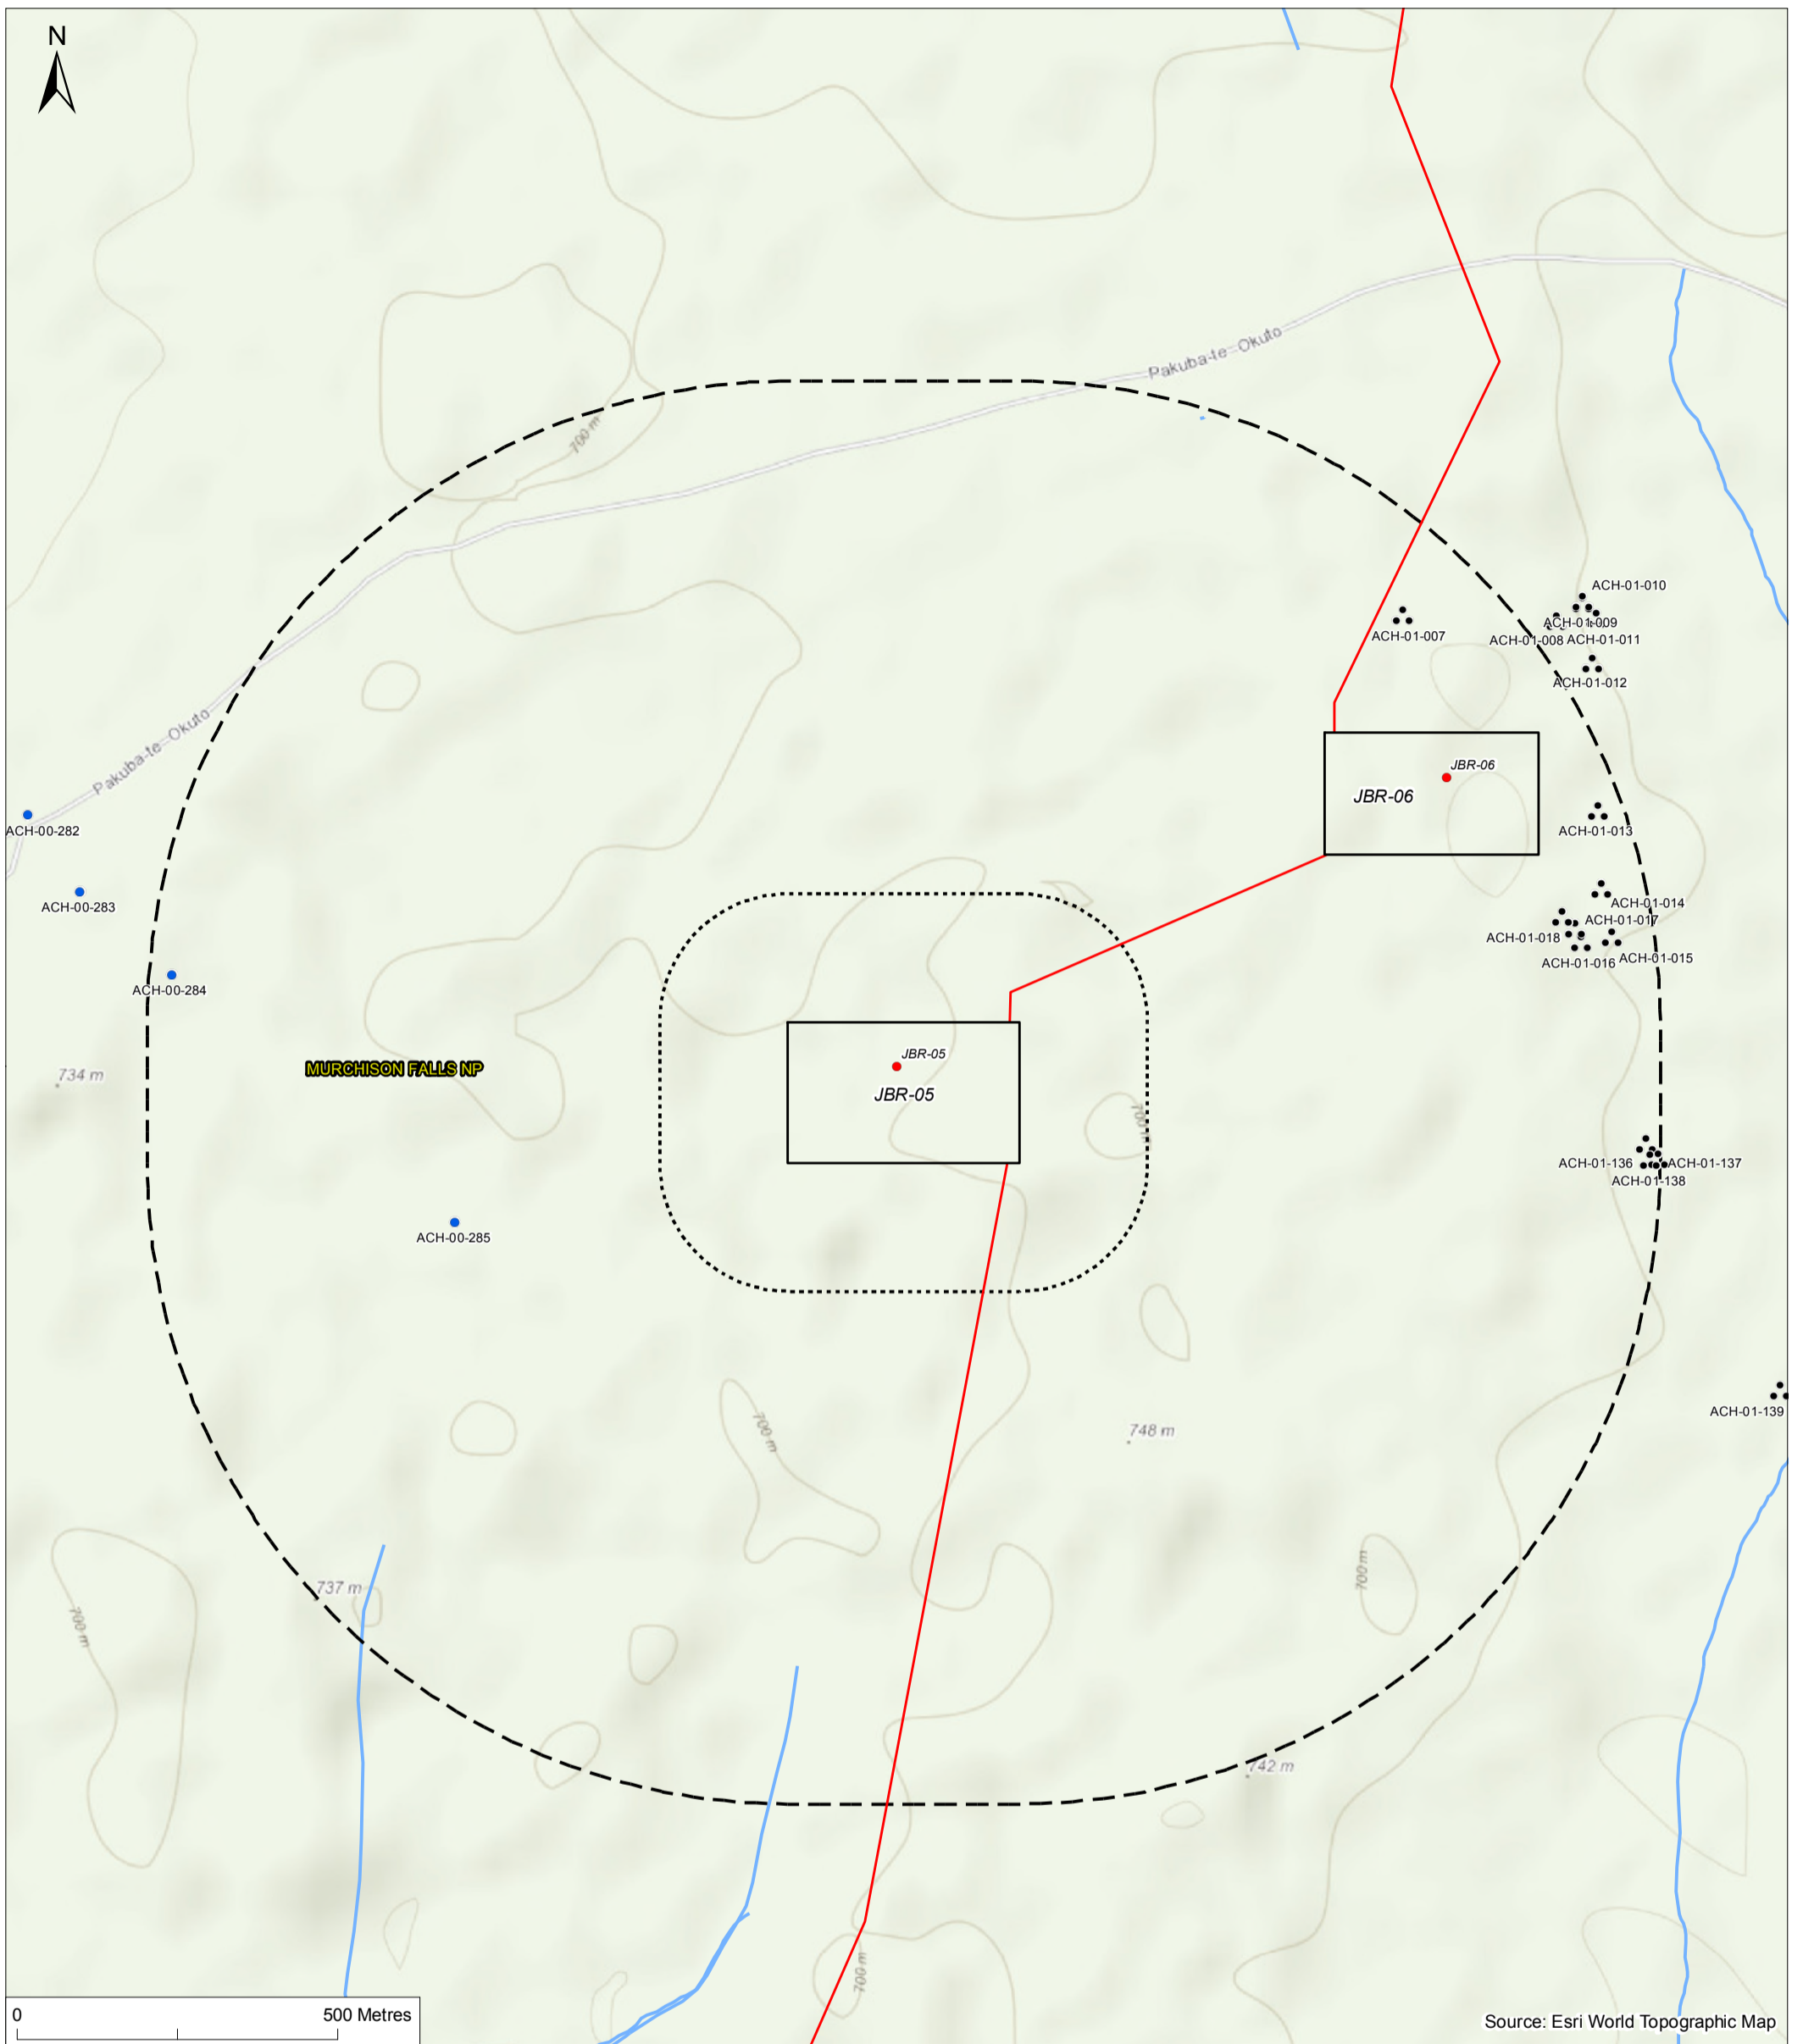 N
Pakuba-te Okuto
700 m
ACH-01-010
ACH-01-009
ACH-01-007
ACH-01-008
ACH-01-011
ACH-01-012
Pakuba-te Okuto
JBR-06
JBR-06
ACH-00-282
ACH-01-013
ACH-00-283
ACH-01-014
ACH-01-017
ACH-01-018
ACH-01-016
ACH-01-015
ACH-00-284
JBR-05
MURCHISON FALLS NP
734 m
JBR-05
700 m
ACH-01-136
ACH-01-137
ACH-01-138
ACH-00-285
ACH-01-139
700 m
748 m
700 m
737 m
700 m
742 m
700 m
0
500 Metres
Source: Esri World Topographic Map